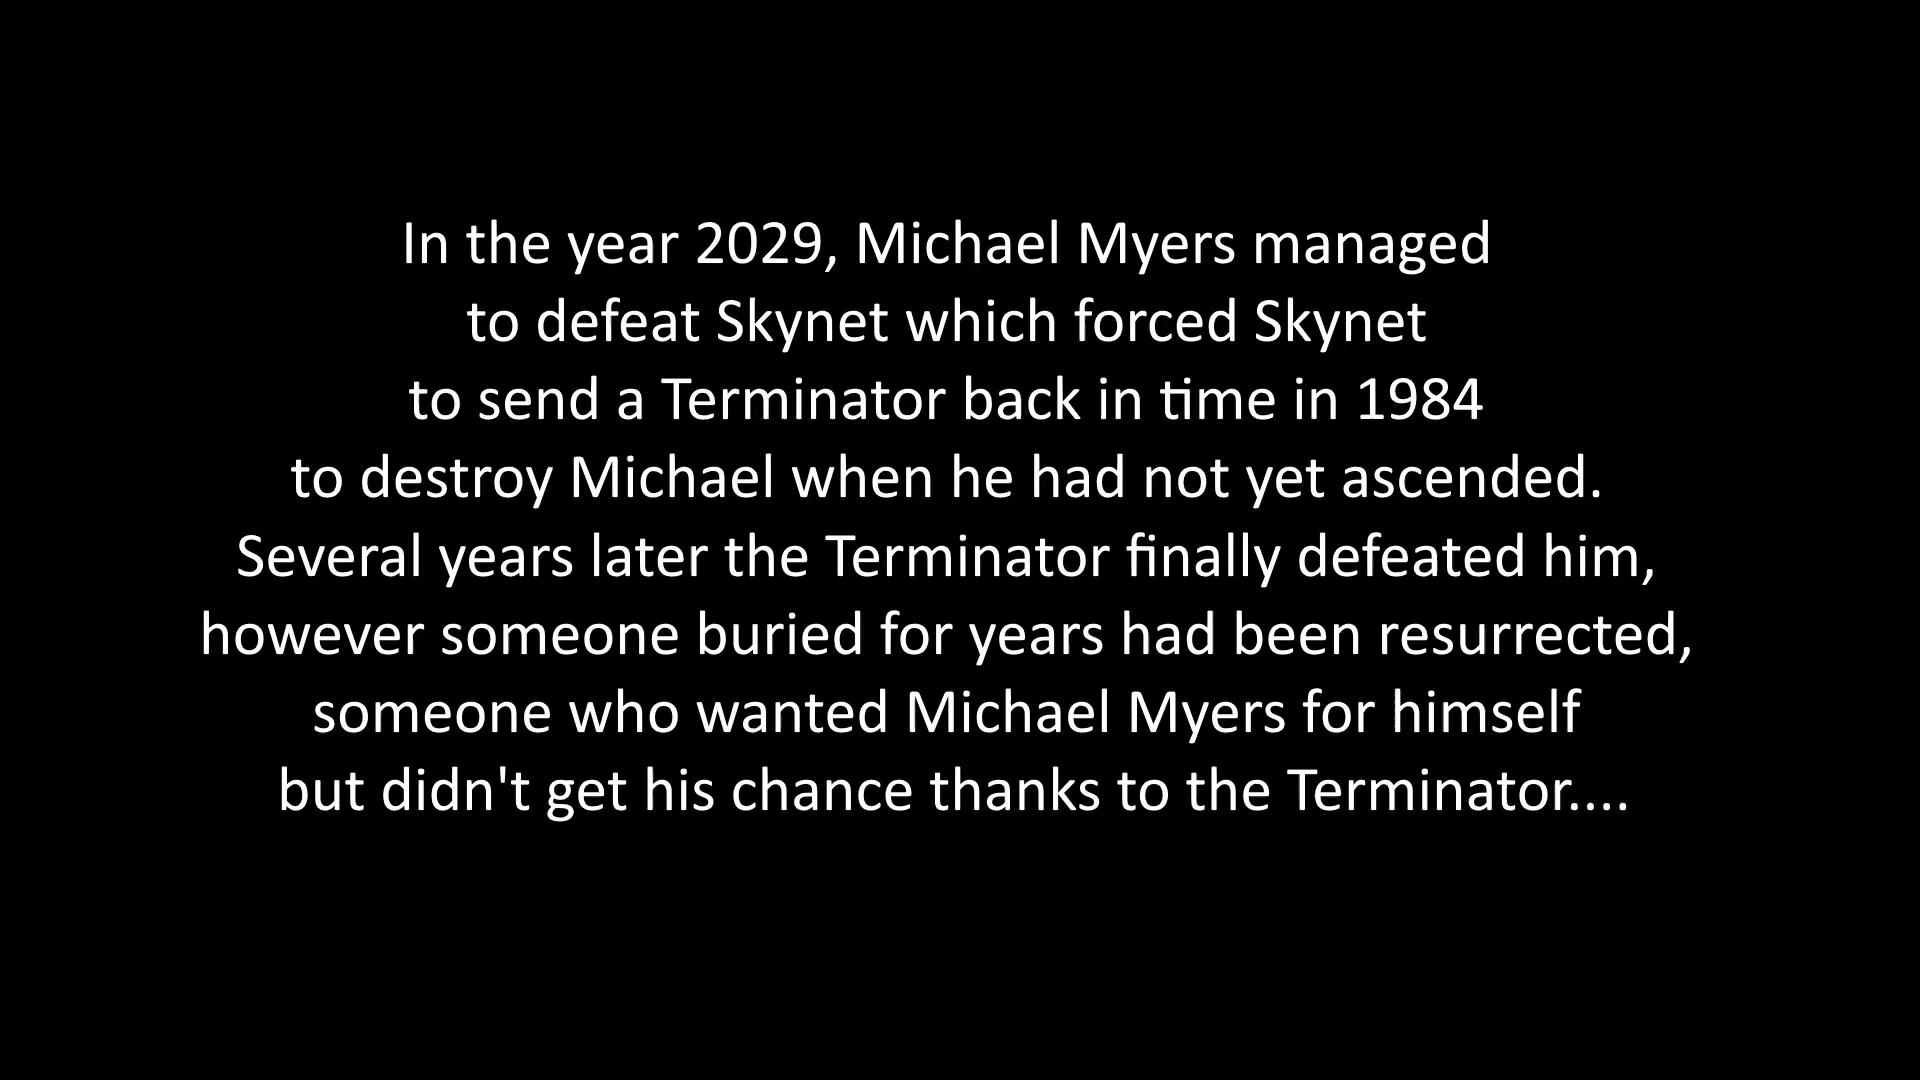 In the year 2029, Michael Myers managed
to defeat Skynet which forced Skynet
to send a Terminator back in time in 1984
to destroy Michael when he had not yet ascended.
Several years later the Terminator finally defeated him,
however someone buried for years had been resurrected,
someone who wanted Michael Myers for himself
but didn't get his chance thanks to the Terminator....